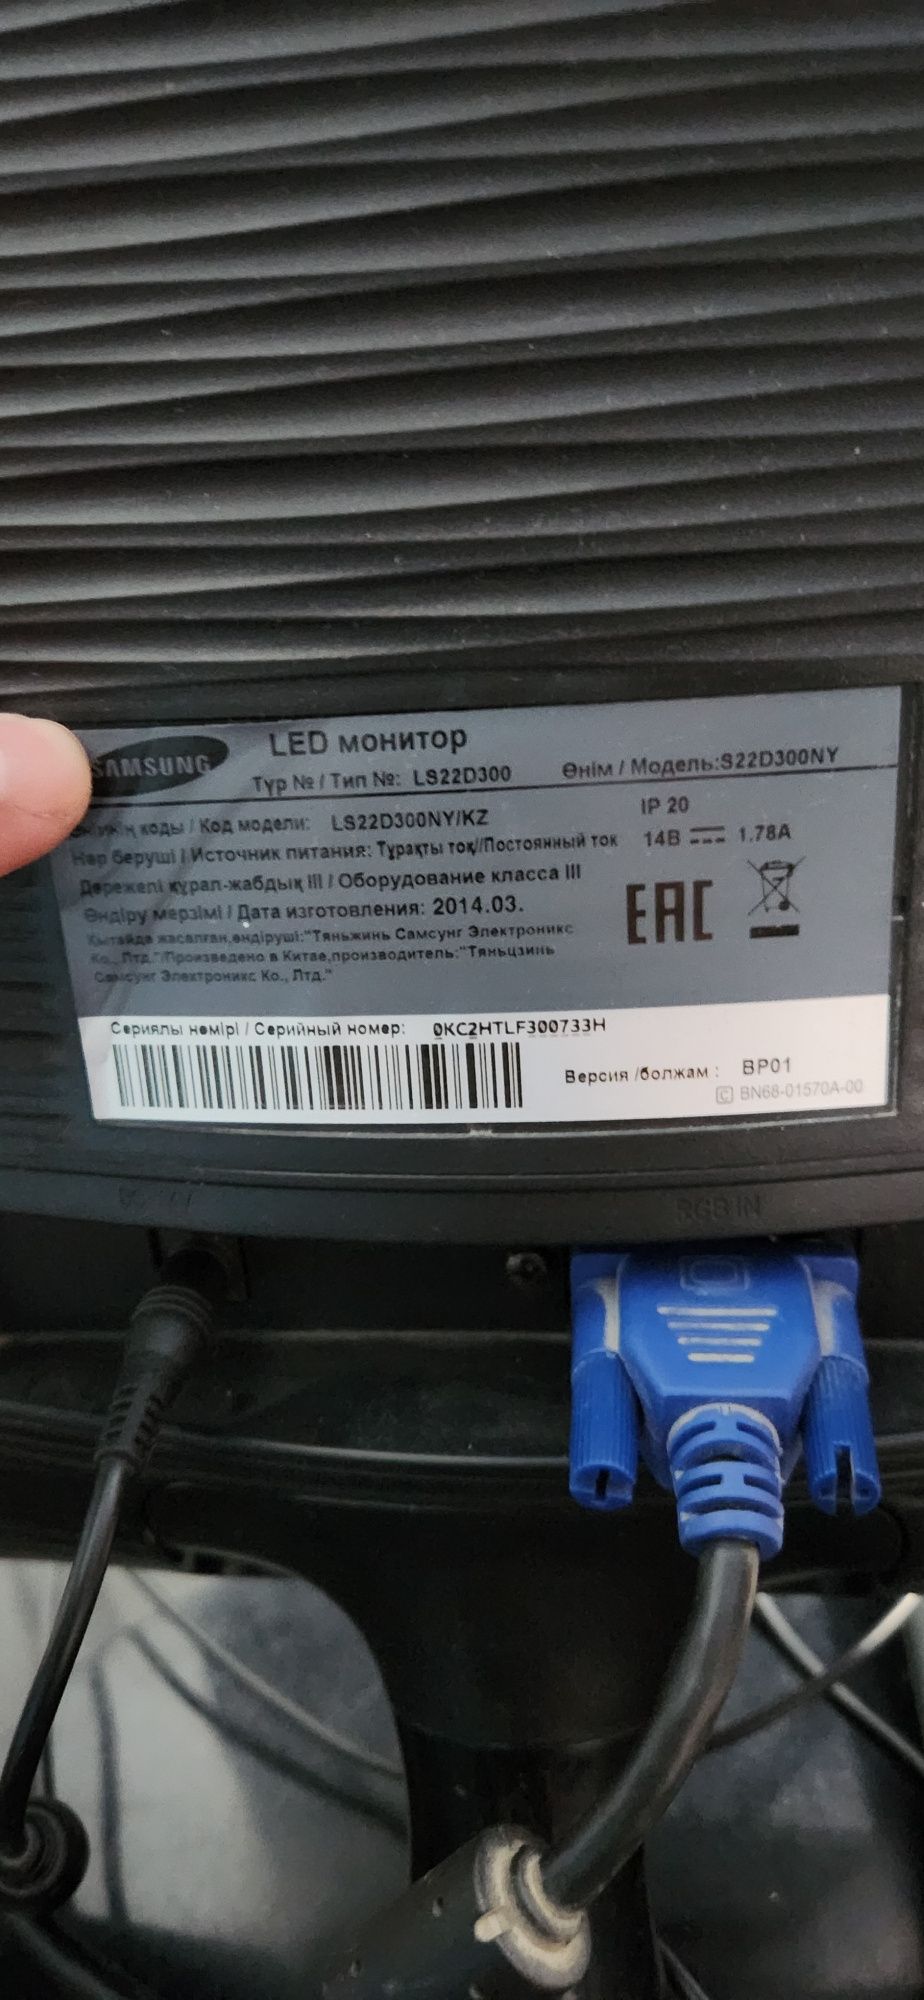 SAMSUNG
LED монитор
Түр № / Тип №: LS22D300 Өнім / Модель:S22D300NY
коды / Код модели: LS22D300NY/KZ IP 20
Нәр беруші / Источник питания: Тұрақты ток//Постоянный ток 14В 1.78A
Дәрежелі құрал-жабдық III / Оборудование класса III
Өндіру мерзімі / Дата изготовления: 2014.03.
EAC
Қытайда жасалған,өндіруші:"Тяньжинь Самсунг Электроникс
Ко., Лтд."/Произведено в Китае,производитель:"Тяньцзинь
Самсунг Электроникс Ко., Лтд."
Сериялы нөмірі / Серийный номер: 0KC2HTLF300733H
Версия /болжам : BP01
C BN68-01570A-00
RGB IN